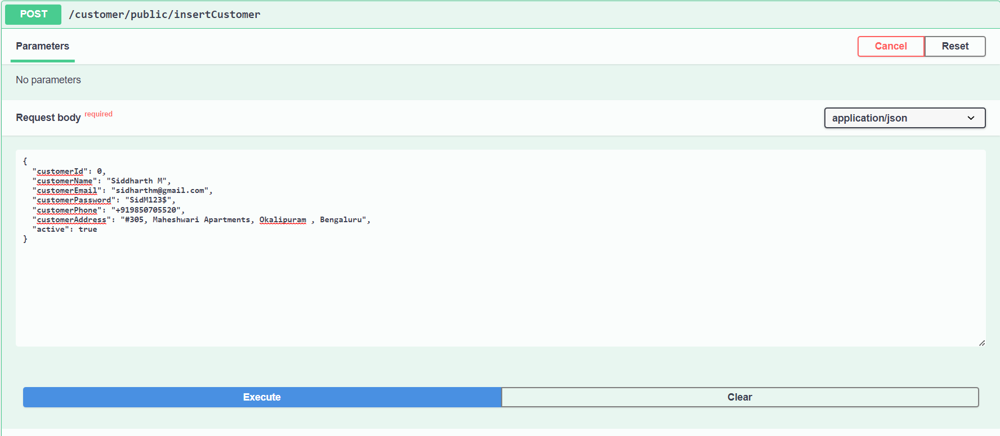 POST /customer/public/insertCustomer
Parameters
Cancel Reset
No parameters
Request body required
application/json
{
  "customerId": 0,
  "customerName": "Siddharth M",
  "customerEmail": "sidharthm@gmail.com",
  "customerPassword": "SidM123$",
  "customerPhone": "+919850705520",
  "customerAddress": "#305, Maheshwari Apartments, Okalipuram , Bengaluru",
  "active": true
}
Execute Clear